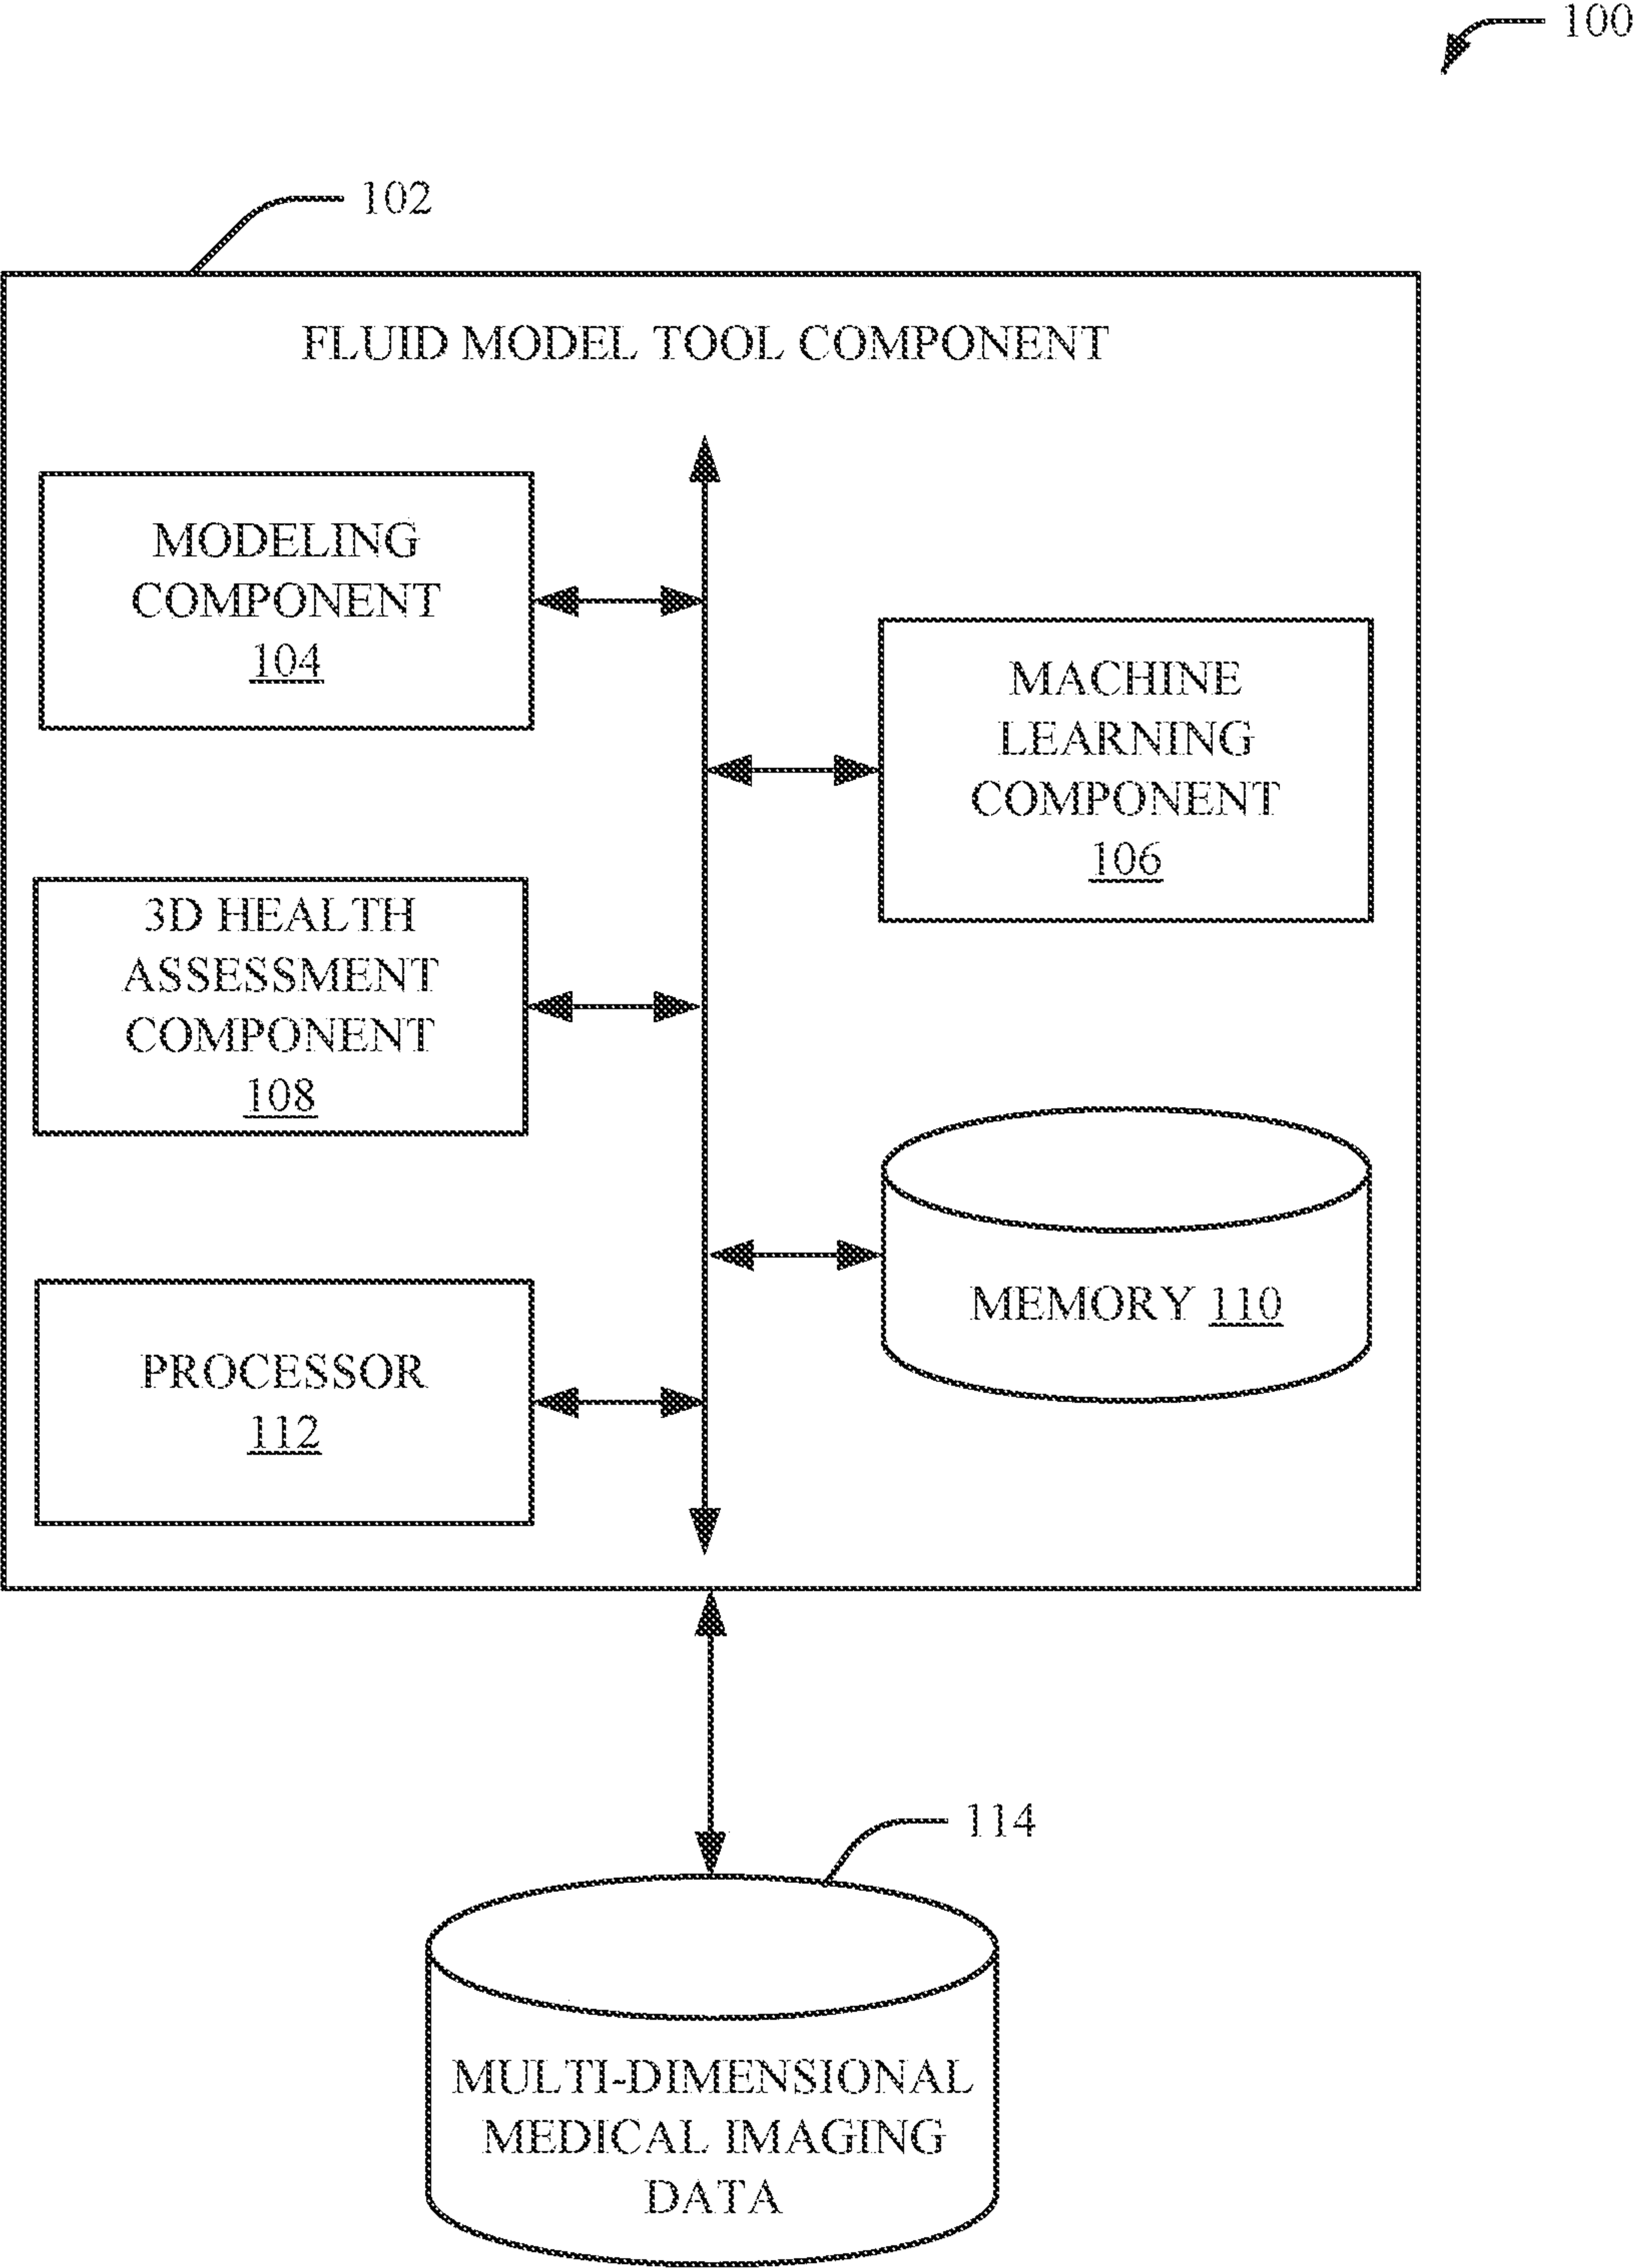 100
102
FLUID MODEL TOOL COMPONENT
MODELING
COMPONENT
104
MACHINE
LEARNING
COMPONENT
106
3D HEALTH
ASSESSMENT
COMPONENT
108
MEMORY 110
PROCESSOR
112
114
MULTI-DIMENSIONAL
MEDICAL IMAGING
DATA